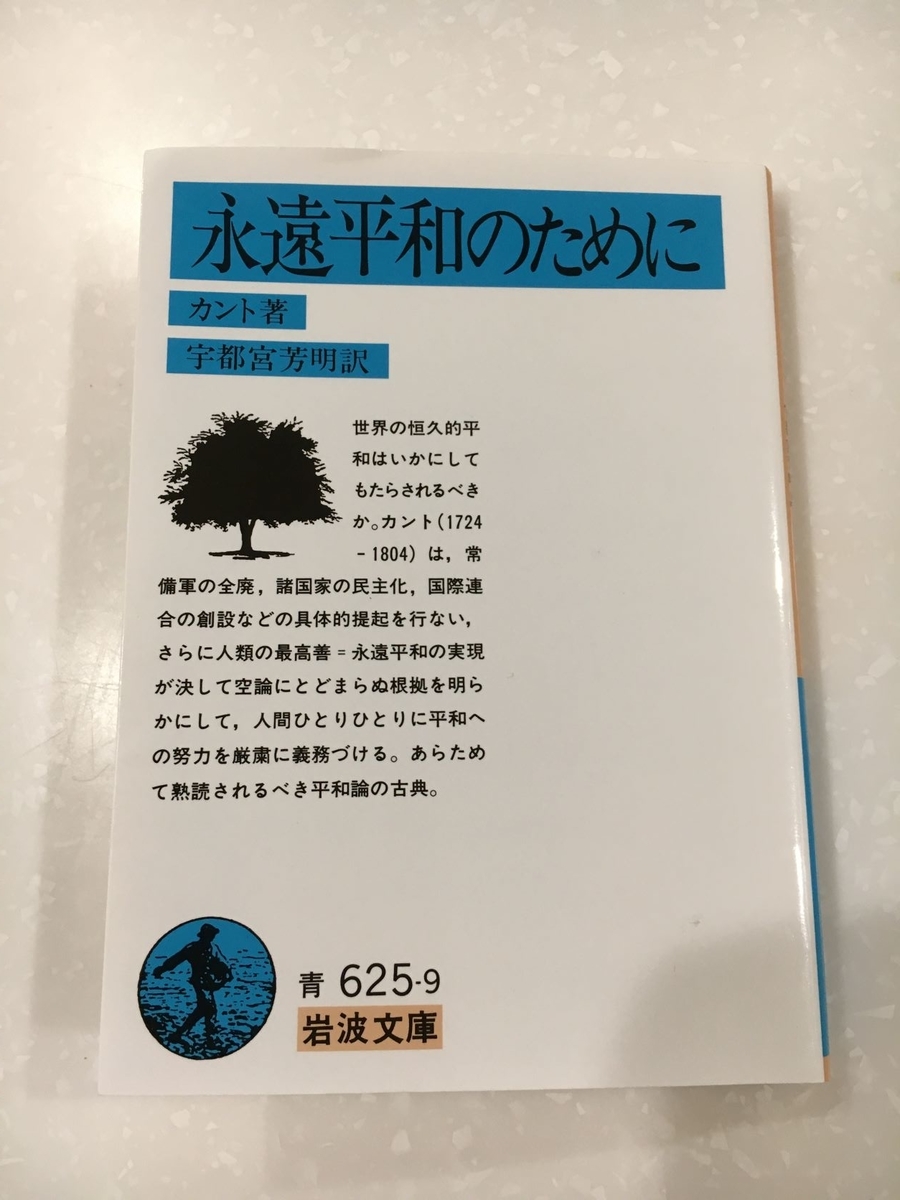 永遠平和のために
カント著
宇都宮芳明訳
世界の恒久的平
和はいかにして
もたらされるべき
か。カント(1724
-1804)は，常
備軍の全廃，諸国家の民主化，国際連
合の創設などの具体的提起を行ない，
さらに人類の最高善=永遠平和の実現
が決して空論にとどまらぬ根拠を明ら
かにして，人間ひとりひとりに平和へ
の努力を厳粛に義務づける。あらため
て熟読されるべき平和論の古典。
青 625-9
岩波文庫